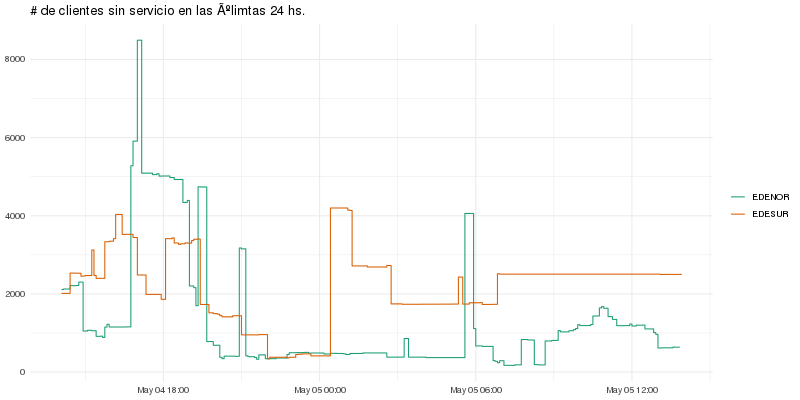 # de clientes sin servicio en las Ãºlimtas 24 hs.
8000
6000
4000
2000
0
May 04 18:00
May 05 00:00
May 05 06:00
May 05 12:00
EDENOR
EDESUR